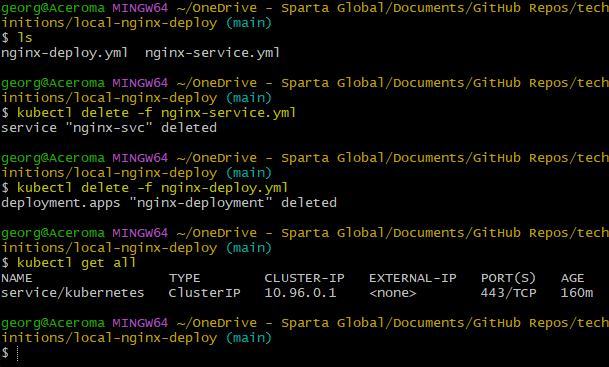 georg@Aceroma MINGW64 ~/OneDrive - Sparta Global/Documents/GitHub Repos/tech
initions/local-nginx-deploy (main)
$ ls
nginx-deploy.yml  nginx-service.yml
georg@Aceroma MINGW64 ~/OneDrive - Sparta Global/Documents/GitHub Repos/tech
initions/local-nginx-deploy (main)
$ kubectl delete -f nginx-service.yml
service "nginx-svc" deleted
georg@Aceroma MINGW64 ~/OneDrive - Sparta Global/Documents/GitHub Repos/tech
initions/local-nginx-deploy (main)
$ kubectl delete -f nginx-deploy.yml
deployment.apps "nginx-deployment" deleted
georg@Aceroma MINGW64 ~/OneDrive - Sparta Global/Documents/GitHub Repos/tech
initions/local-nginx-deploy (main)
$ kubectl get all
NAME                 TYPE        CLUSTER-IP   EXTERNAL-IP   PORT(S)   AGE
service/kubernetes   ClusterIP   10.96.0.1    <none>        443/TCP   160m
georg@Aceroma MINGW64 ~/OneDrive - Sparta Global/Documents/GitHub Repos/tech
initions/local-nginx-deploy (main)
$